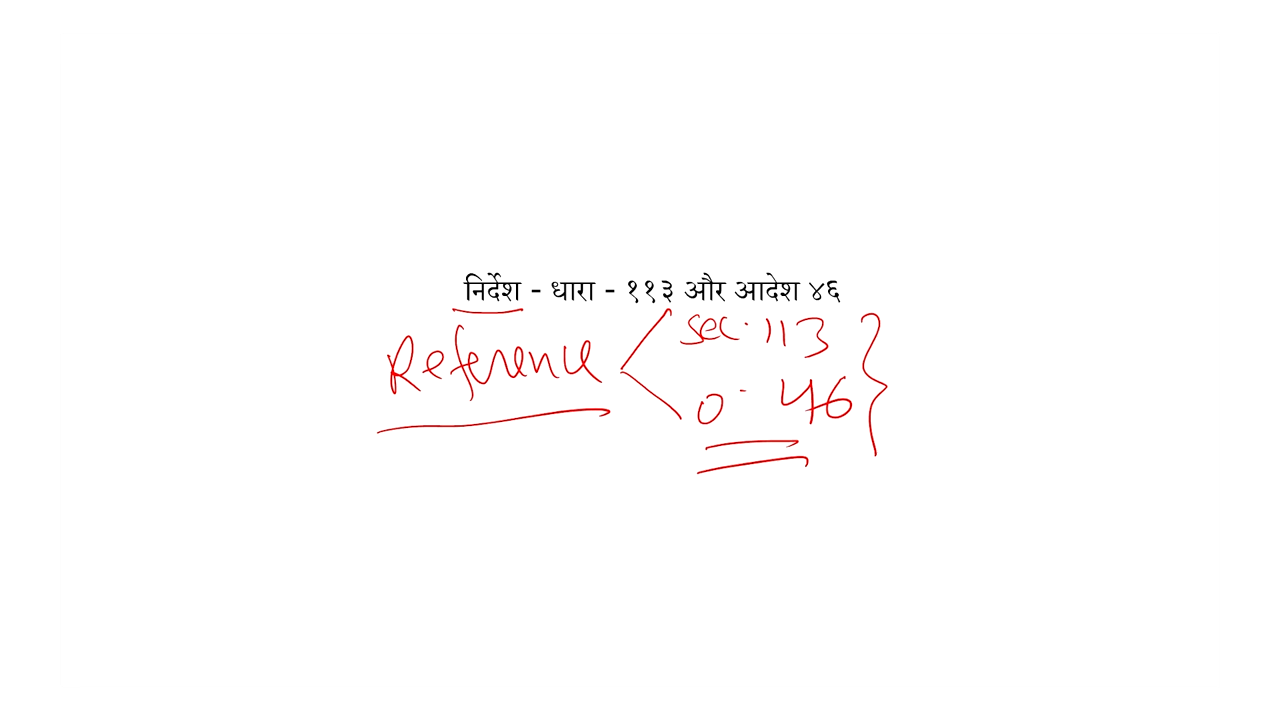 निर्देश - धारा - ११३ और आदेश ४६
Reference
sec. 113
O. 46